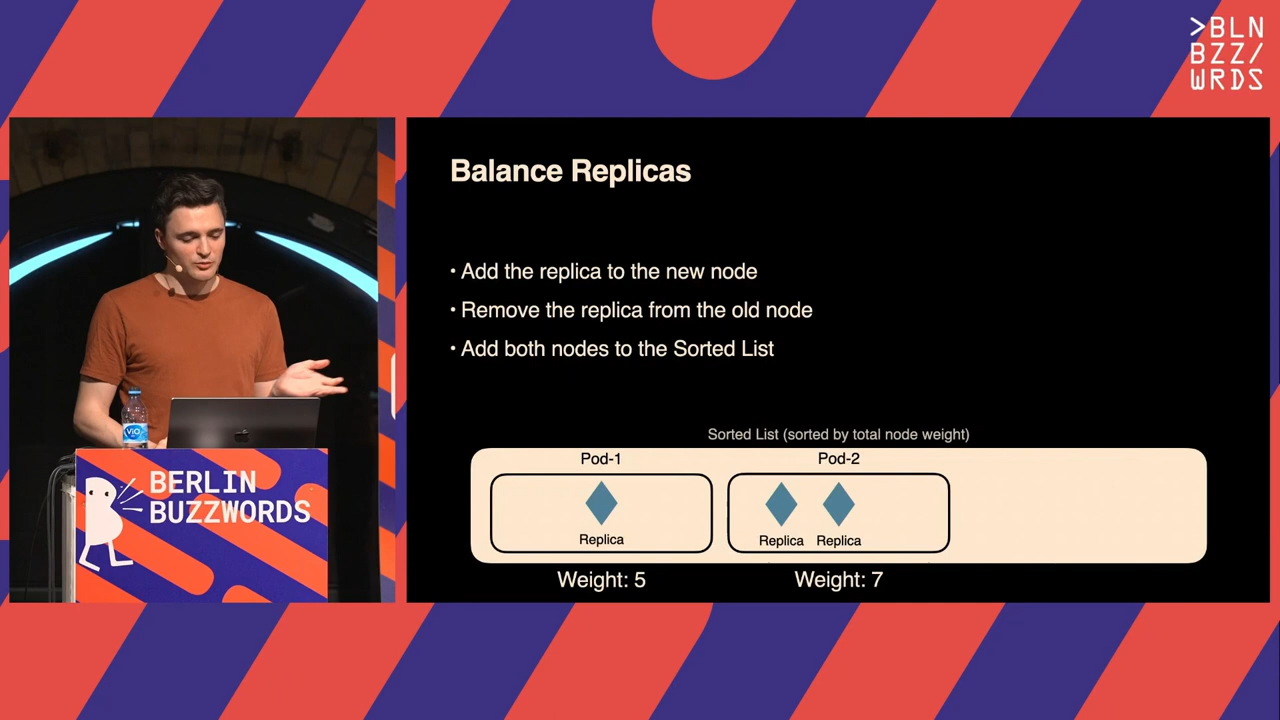 >BLN
BZZ/
WRDS
Balance Replicas
• Add the replica to the new node
• Remove the replica from the old node
• Add both nodes to the Sorted List
Sorted List (sorted by total node weight)
Pod-1
Pod-2
Replica
Replica
Replica
Weight: 5
Weight: 7
ViO
BERLIN
BUZZWORDS